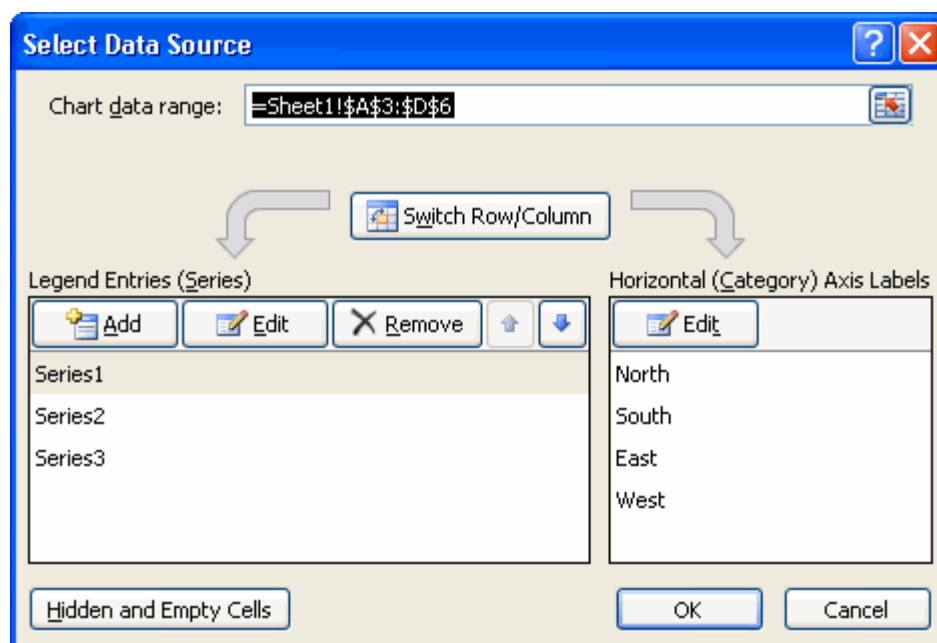 Select Data Source
Chart data range: =Sheet1!$A$3:$D$6
Switch Row/Column
Legend Entries (Series)
Horizontal (Category) Axis Labels
Add Edit Remove
Edit
Series1
Series2
Series3
North
South
East
West
Hidden and Empty Cells
OK
Cancel